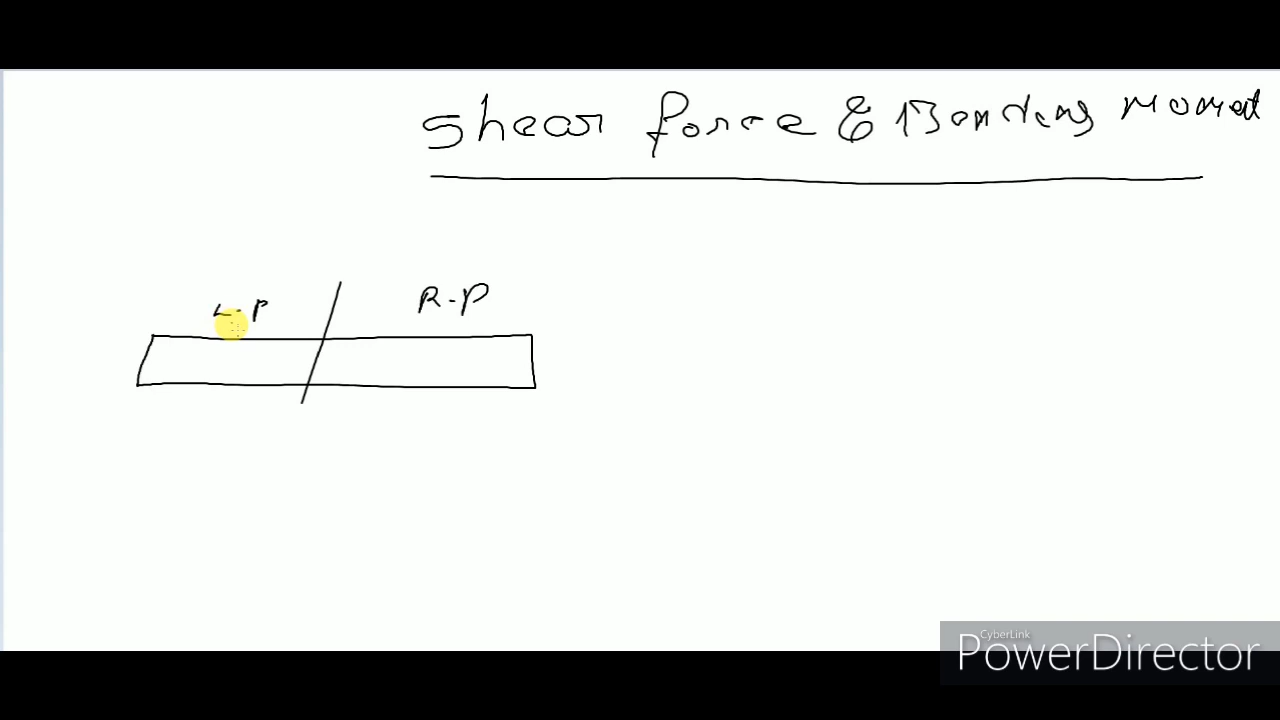 Shear force & Bending Moment
L.P R-P
CyberLink
PowerDirector